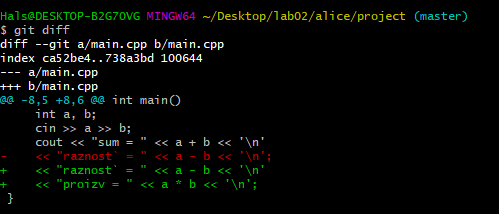 Hals@DESKTOP-B2G7OVG MINGW64 ~/Desktop/lab02/alice/project (master)
$ git diff
diff --git a/main.cpp b/main.cpp
index ca52be4..738a3bd 100644
--- a/main.cpp
+++ b/main.cpp
@@ -8,5 +8,6 @@ int main()
     int a, b;
     cin >> a >> b;
     cout << "sum = " << a + b << '\n'
-    << "raznost` = " << a - b << '\n';
+    << "raznost` = " << a - b << '\n'
+    << "proizv = " << a * b << '\n';
 }